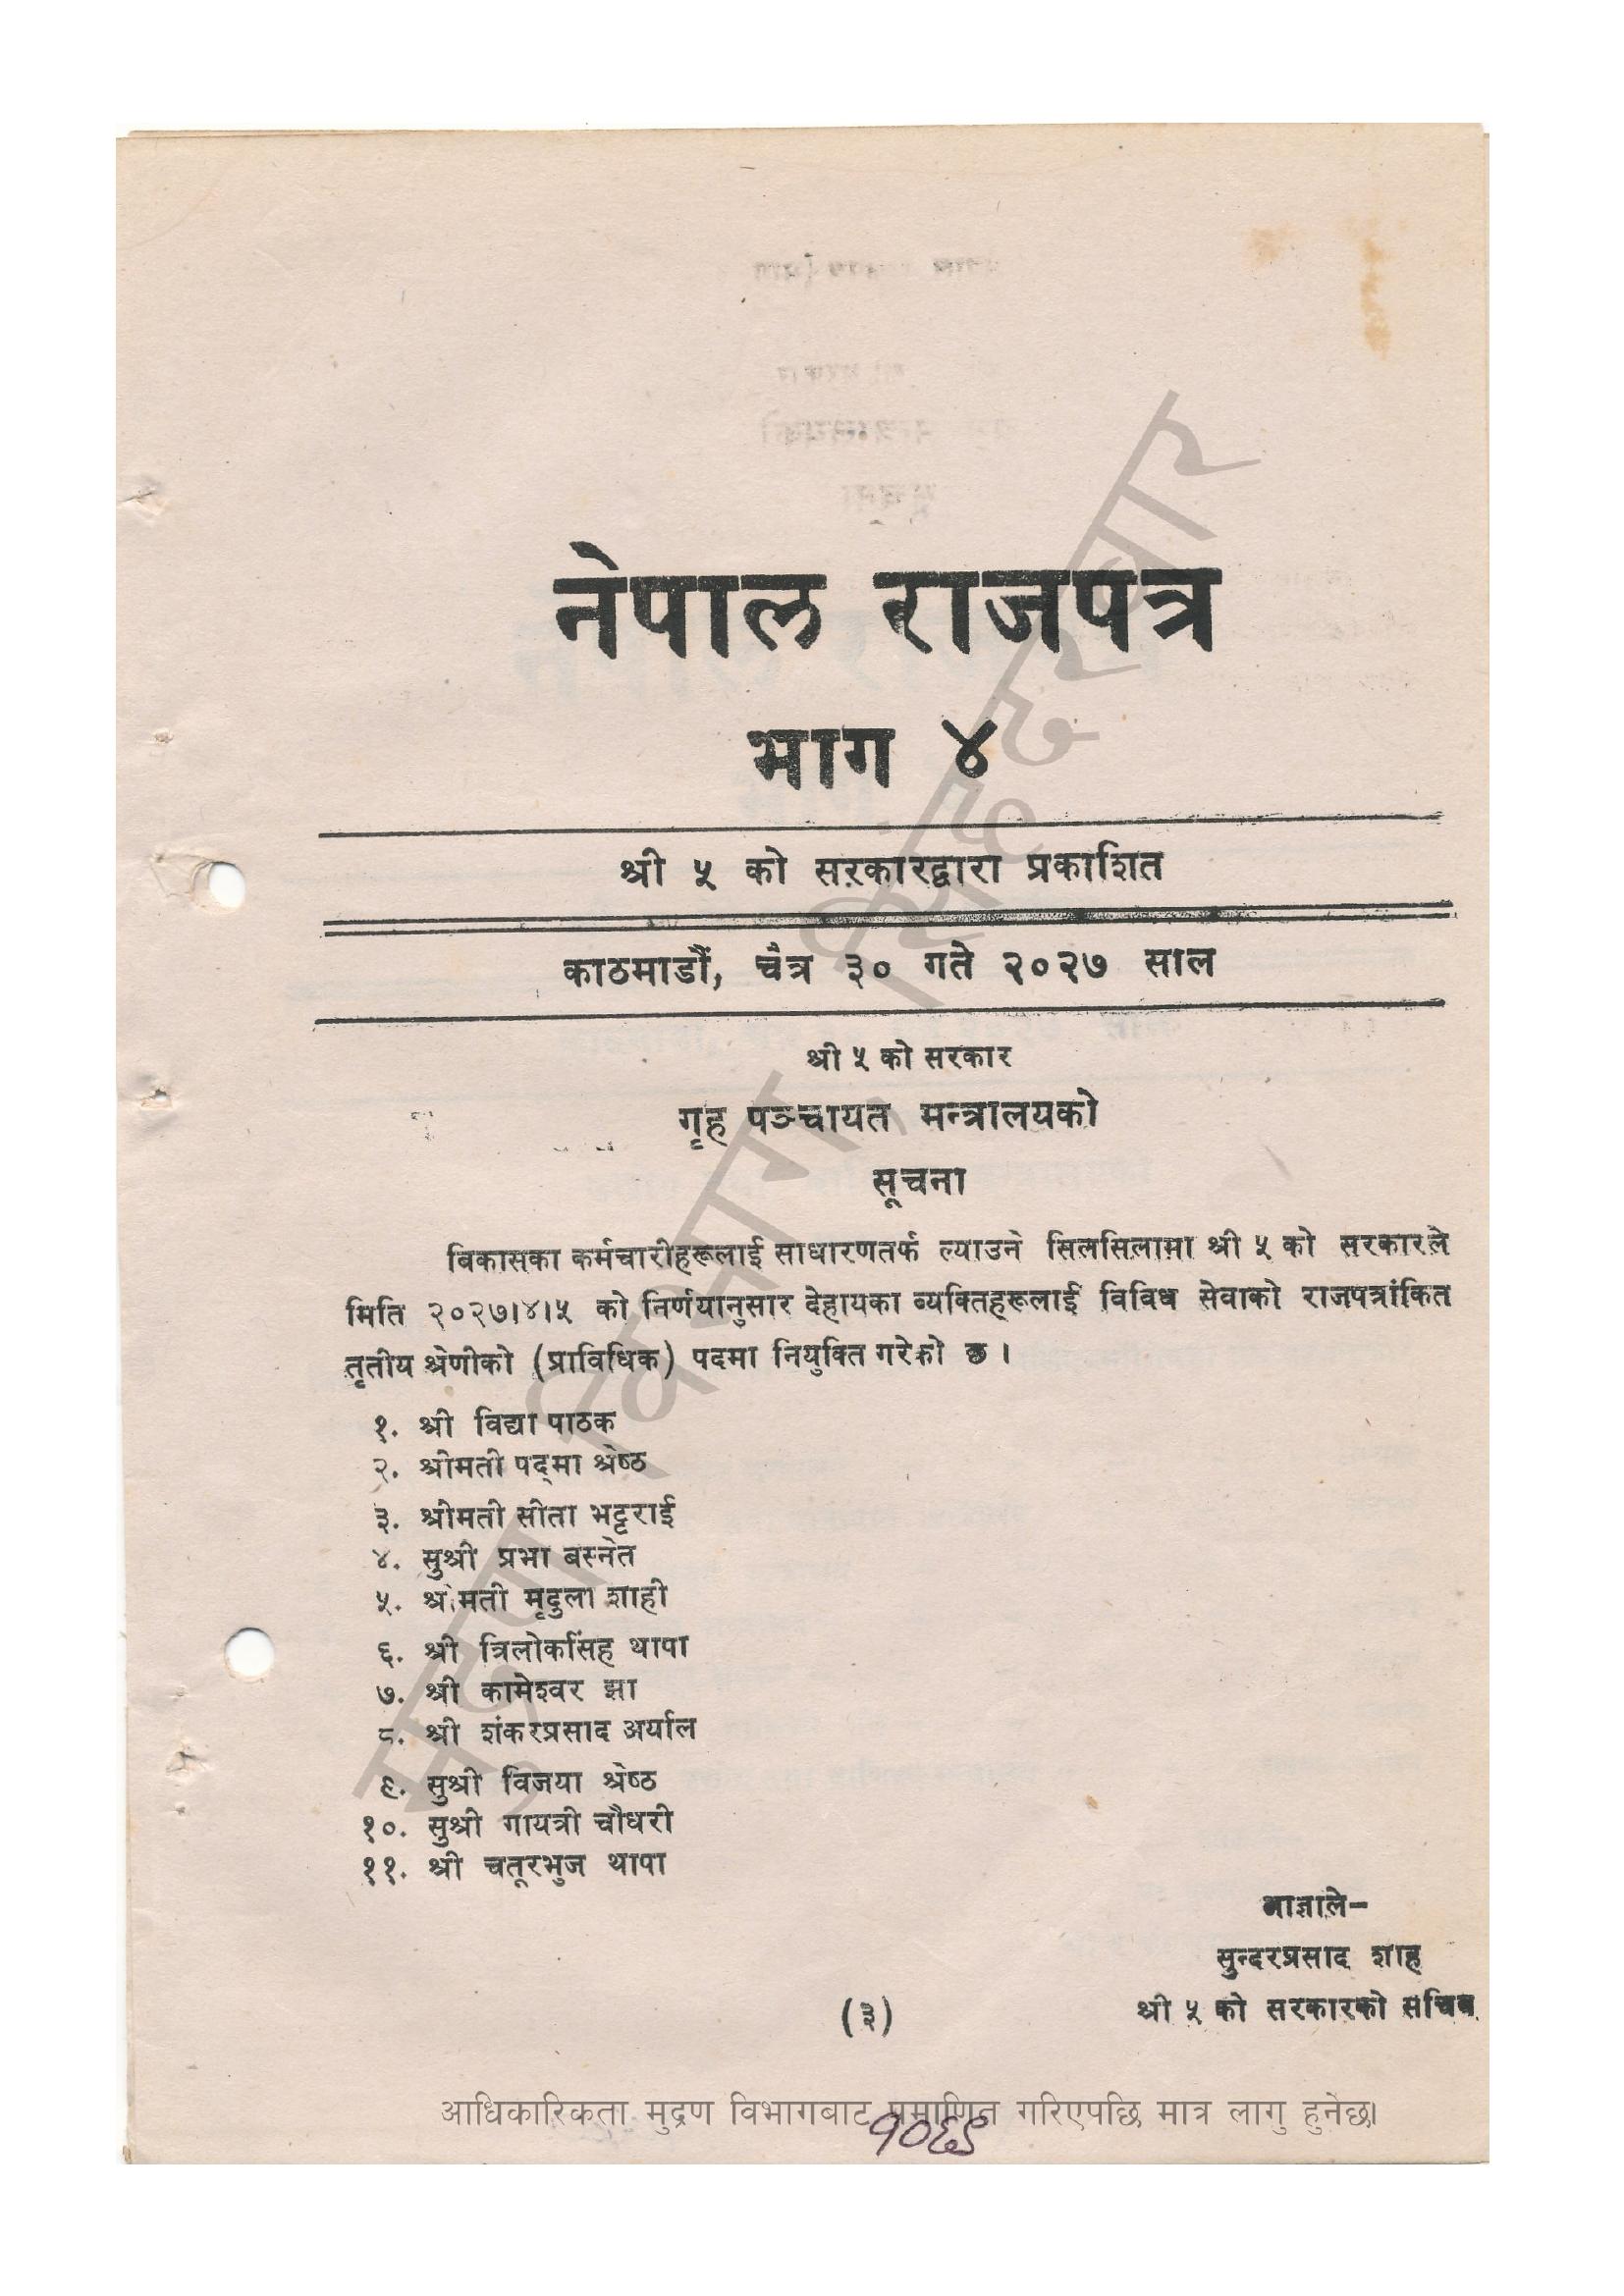 नेपाल राजपत्र
भाग ४
श्री ५ को सरकारद्वारा प्रकाशित
काठमाडौं, चैत्र ३० गते २०२७ साल
श्री ५ को सरकार
गृह पञ्चायत मन्त्रालयको
सूचना
विकासका कर्मचारीहरूलाई साधारणतर्फ ल्याउने सिलसिलामा श्री ५ को सरकारले
मिति २०२७।४।५ को निर्णयानुसार देहायका व्यक्तिहरूलाई विविध सेवाको राजपत्रांकित
तृतीय श्रेणीको (प्राविधिक) पदमा नियुक्ति गरेको छ ।
१. श्री विद्या पाठक
२. श्रीमती पद्‌मा श्रेष्ठ
३. श्रीमती सीता भट्टराई
४. सुश्री प्रभा बस्नेत
५. श्रीमती मृदुला शाही
६. श्री त्रिलोकसिंह थापा
७. श्री कामेश्वर झा
८. श्री शंकरप्रसाद अर्याल
९. सुश्री विजया श्रेष्ठ
१०. सुश्री गायत्री चौधरी
११. श्री चतूरभुज थापा
आज्ञाले–
सुन्दरप्रसाद शाह
श्री ५ को सरकारको सचिव
(३)
मुद्रण विभाग, सिंहदरबार
आधिकारिकता मुद्रण विभागबाट प्रमाणित गरिएपछि मात्र लागु हुनेछ।
१०६९